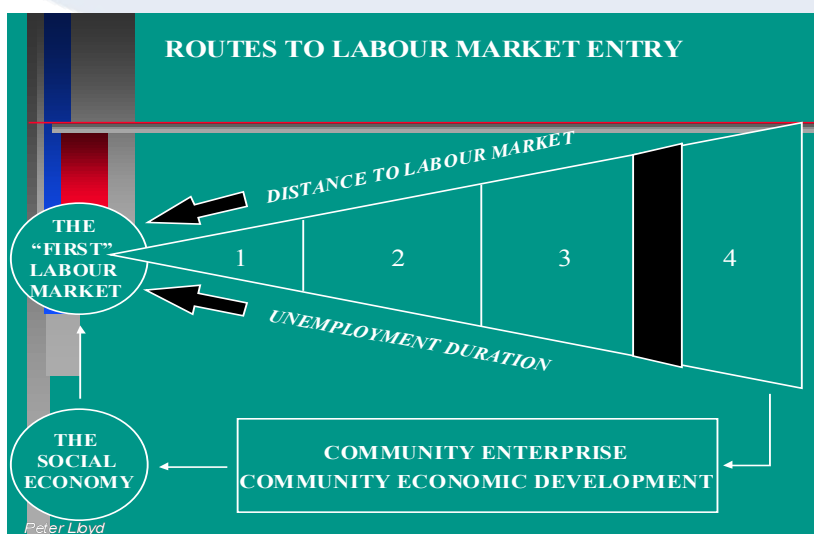 ROUTES TO LABOUR MARKET ENTRY
DISTANCE TO LABOUR MARKET
THE
“FIRST”
LABOUR
MARKET
1
2
3
4
UNEMPLOYMENT DURATION
THE
SOCIAL
ECONOMY
COMMUNITY ENTERPRISE
COMMUNITY ECONOMIC DEVELOPMENT
Peter Lloyd